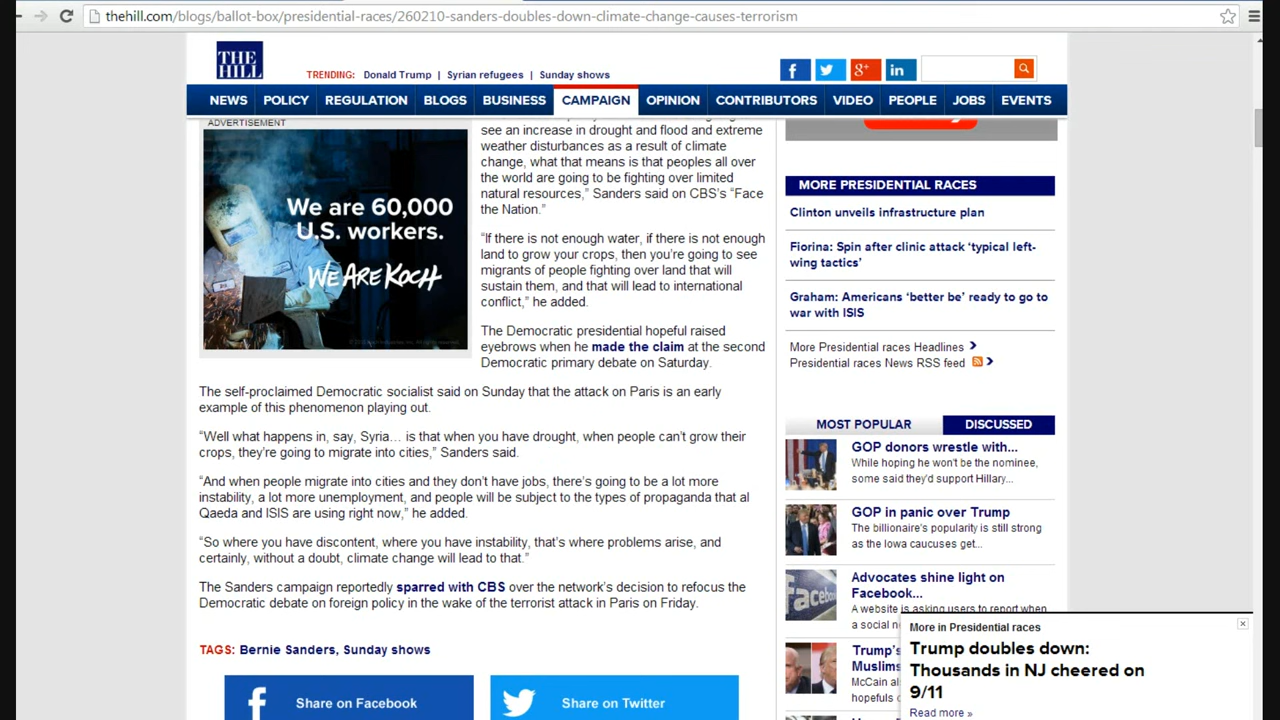 thehill.com/blogs/ballot-box/presidential-races/260210-sanders-doubles-down-climate-change-causes-terrorism
THE
HILL
TRENDING: Donald Trump | Syrian refugees | Sunday shows
NEWS POLICY REGULATION BLOGS BUSINESS CAMPAIGN OPINION CONTRIBUTORS VIDEO PEOPLE JOBS EVENTS
ADVERTISEMENT
We are 60,000
U.S. workers.
WE ARE KOCH
see an increase in drought and flood and extreme
weather disturbances as a result of climate
change, what that means is that peoples all over
the world are going to be fighting over limited
natural resources,” Sanders said on CBS’s “Face
the Nation.”
“If there is not enough water, if there is not enough
land to grow your crops, then you’re going to see
migrants of people fighting over land that will
sustain them, and that will lead to international
conflict,” he added.
The Democratic presidential hopeful raised
eyebrows when he made the claim at the second
Democratic primary debate on Saturday.
The self-proclaimed Democratic socialist said on Sunday that the attack on Paris is an early
example of this phenomenon playing out.
“Well what happens in, say, Syria… is that when you have drought, when people can’t grow their
crops, they’re going to migrate into cities,” Sanders said.
“And when people migrate into cities and they don’t have jobs, there’s going to be a lot more
instability, a lot more unemployment, and people will be subject to the types of propaganda that al
Qaeda and ISIS are using right now,” he added.
“So where you have discontent, where you have instability, that’s where problems arise, and
certainly, without a doubt, climate change will lead to that.”
The Sanders campaign reportedly sparred with CBS over the network’s decision to refocus the
Democratic debate on foreign policy in the wake of the terrorist attack in Paris on Friday.
TAGS: Bernie Sanders, Sunday shows
Share on Facebook
Share on Twitter
MORE PRESIDENTIAL RACES
Clinton unveils infrastructure plan
Fiorina: Spin after clinic attack ‘typical left-
wing tactics’
Graham: Americans ‘better be’ ready to go to
war with ISIS
More Presidential races Headlines
Presidential races News RSS feed
MOST POPULAR DISCUSSED
GOP donors wrestle with...
While hoping he won't be the nominee,
some said they'd support Hillary...
GOP in panic over Trump
The billionaire's popularity is still strong
as the Iowa caucuses get...
Advocates shine light on
Facebook...
A website is asking users to report when
a social
Trump's
Muslims
McCain
More in Presidential races
Trump doubles down:
Thousands in NJ cheered on
9/11
Read more »